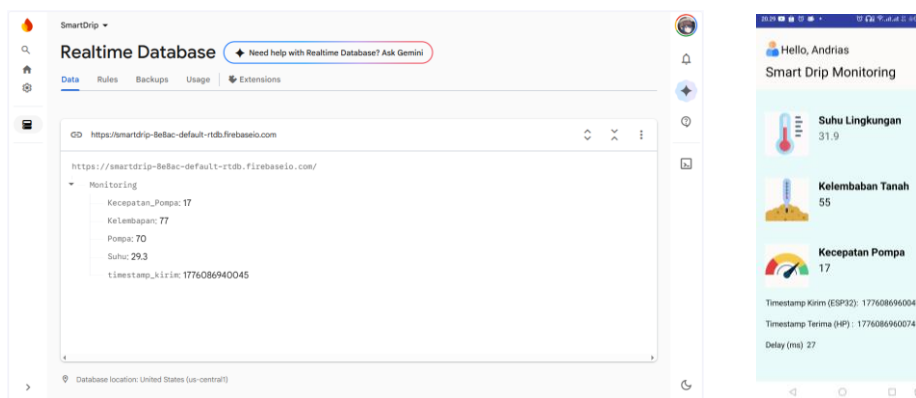 SmartDrip
Realtime Database
Need help with Realtime Database? Ask Gemini
Data Rules Backups Usage Extensions
https://smartdrip-8e8ac-default-rtdb.firebaseio.com
https://smartdrip-8e8ac-default-rtdb.firebaseio.com/
Monitoring
Kecepatan_Pompa: 17
Kelembapan: 77
Pompa: 70
Suhu: 29.3
timestamp_kirim: 1776086940045
Database location: United States (us-central1)
20.29
Hello, Andrias
Smart Drip Monitoring
Suhu Lingkungan
31.9
Kelembaban Tanah
55
Kecepatan Pompa
17
Timestamp Kirim (ESP32): 177608696004
Timestamp Terima (HP) : 1776086960074
Delay (ms) 27